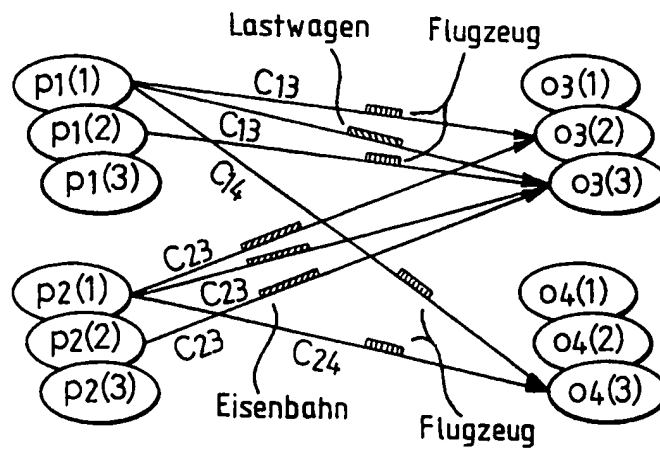 Lastwagen Flugzeug
p1(1) C13 o3(1)
p1(2) C13 o3(2)
p1(3) C14 o3(3)
p2(1) C23 C23 o4(1)
p2(2) C23 C24 o4(2)
p2(3) Eisenbahn Flugzeug o4(3)